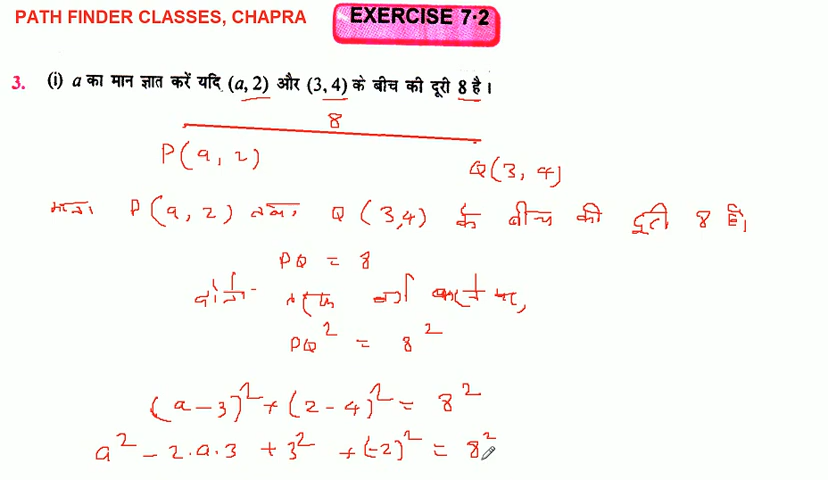 PATH FINDER CLASSES, CHAPRA
EXERCISE 7·2
3. (i) a का मान ज्ञात करें यदि (a, 2) और (3, 4) के बीच की दूरी 8 है।
8
P(a, 2)
Q(3, 4)
माना P(a, 2) तथा Q (3,4) के बीच की दूरी 8 है।
PQ = 8
दोनों तरफ वर्ग करने पर,
PQ² = 8²
(a - 3)² + (2 - 4)² = 8²
a² - 2.a.3 + 3² + (-2)² = 8²